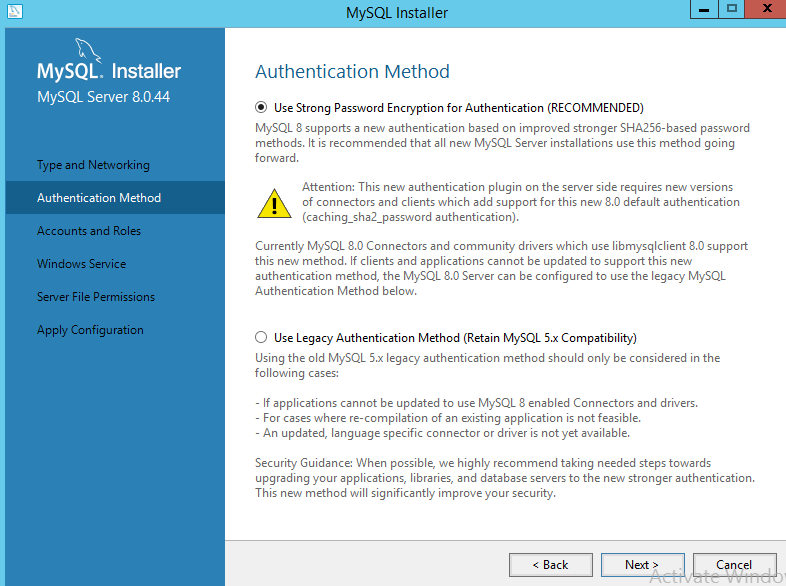 MySQL Installer
MySQL. Installer
MySQL Server 8.0.44
Type and Networking
Authentication Method
Accounts and Roles
Windows Service
Server File Permissions
Apply Configuration
Authentication Method
Use Strong Password Encryption for Authentication (RECOMMENDED)
MySQL 8 supports a new authentication based on improved stronger SHA256-based password
methods. It is recommended that all new MySQL Server installations use this method going
forward.
Attention: This new authentication plugin on the server side requires new versions
of connectors and clients which add support for this new 8.0 default authentication
(caching_sha2_password authentication).
Currently MySQL 8.0 Connectors and community drivers which use libmysqlclient 8.0 support
this new method. If clients and applications cannot be updated to support this new
authentication method, the MySQL 8.0 Server can be configured to use the legacy MySQL
Authentication Method below.
Use Legacy Authentication Method (Retain MySQL 5.x Compatibility)
Using the old MySQL 5.x legacy authentication method should only be considered in the
following cases:
- If applications cannot be updated to use MySQL 8 enabled Connectors and drivers.
- For cases where re-compilation of an existing application is not feasible.
- An updated, language specific connector or driver is not yet available.
Security Guidance: When possible, we highly recommend taking needed steps towards
upgrading your applications, libraries, and database servers to the new stronger authentication.
This new method will significantly improve your security.
< Back
Next >
Cancel
Activate Windo